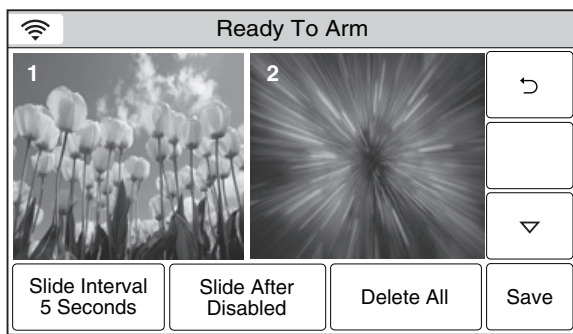 Ready To Arm
1
2
Slide Interval
5 Seconds
Slide After
Disabled
Delete All
Save